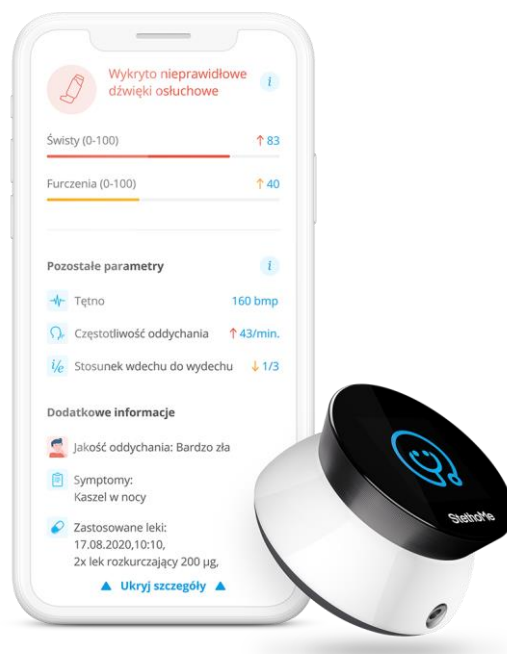 Wykryto nieprawidłowe
dźwięki osłuchowe
i
Świsty (0-100) ↑ 83
Furczenia (0-100) ↑ 40
Pozostałe parametry i
Tętno 160 bmp
Częstotliwość oddychania ↑ 43/min.
i/e Stosunek wdechu do wydechu ↓ 1/3
Dodatkowe informacje
Jakość oddychania: Bardzo zła
Symptomy:
Kaszel w nocy
Zastosowane leki:
17.08.2020,10:10,
2x lek rozkurczający 200 µg,
▲ Ukryj szczegóły ▲
StethoMe